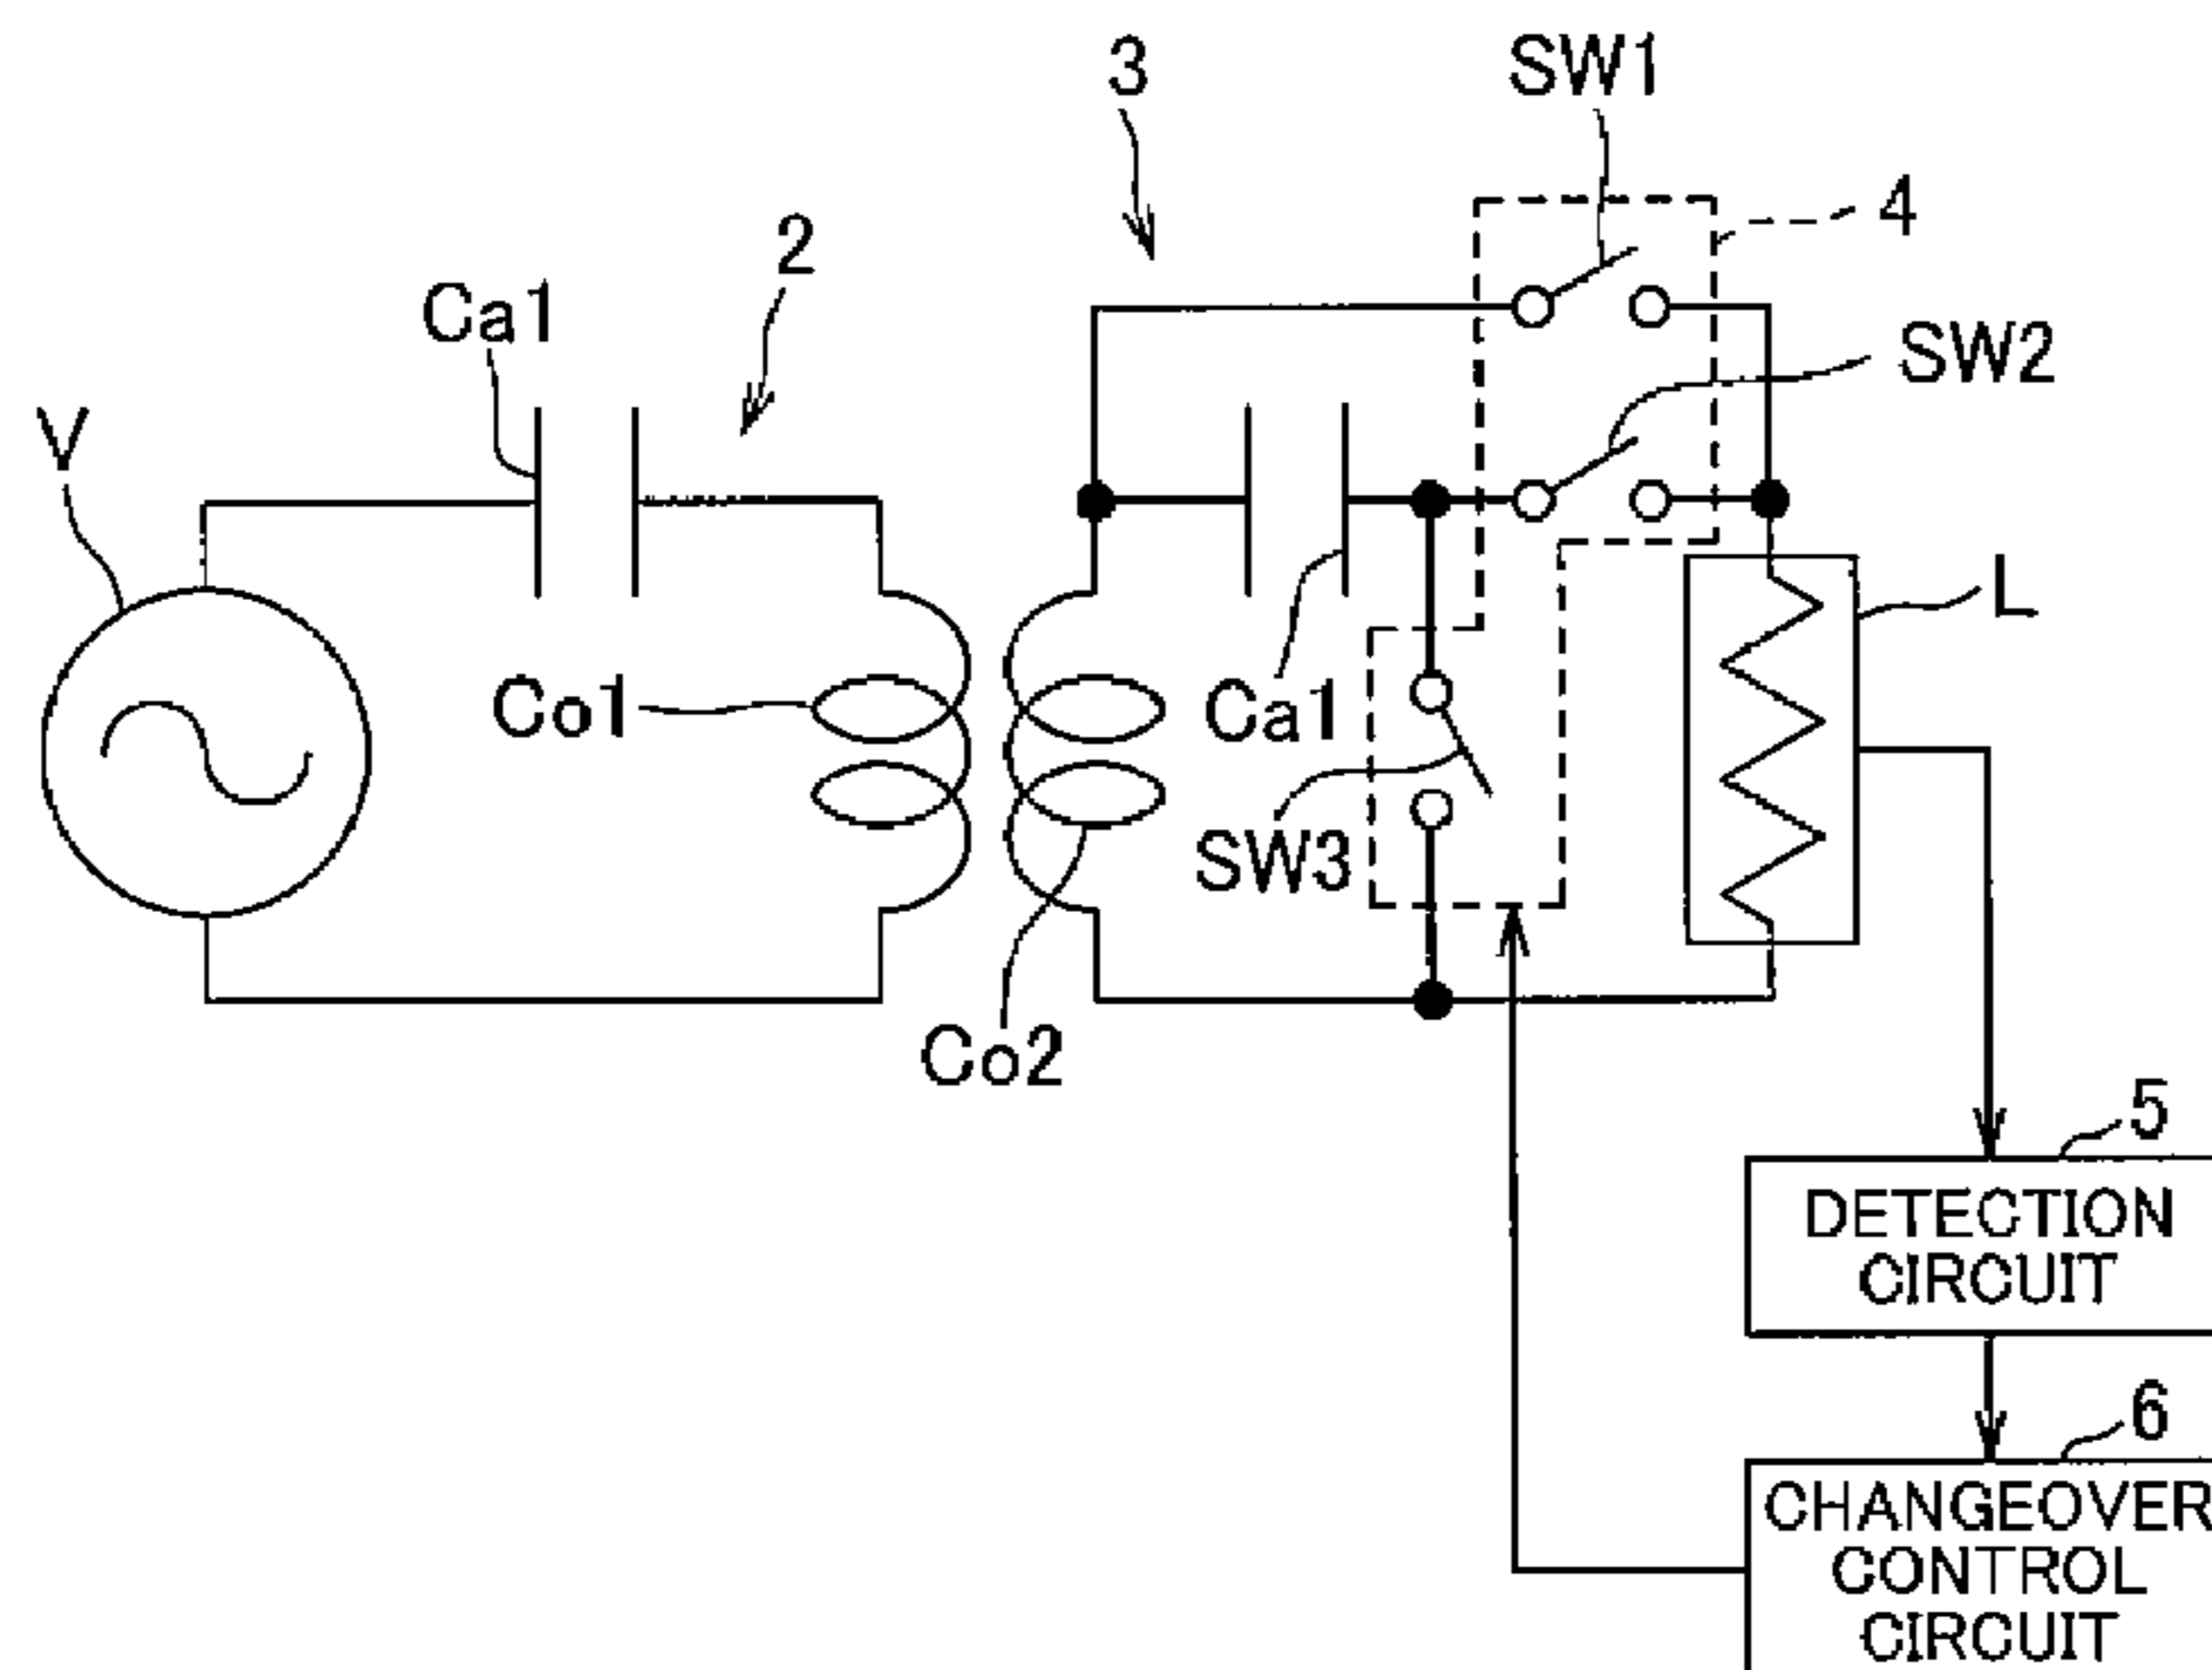 3
SW1
4
2
Ca1
SW2
V
L
Co1
Ca1
SW3
Co2
5
DETECTION
CIRCUIT
6
CHANGEOVER
CONTROL
CIRCUIT